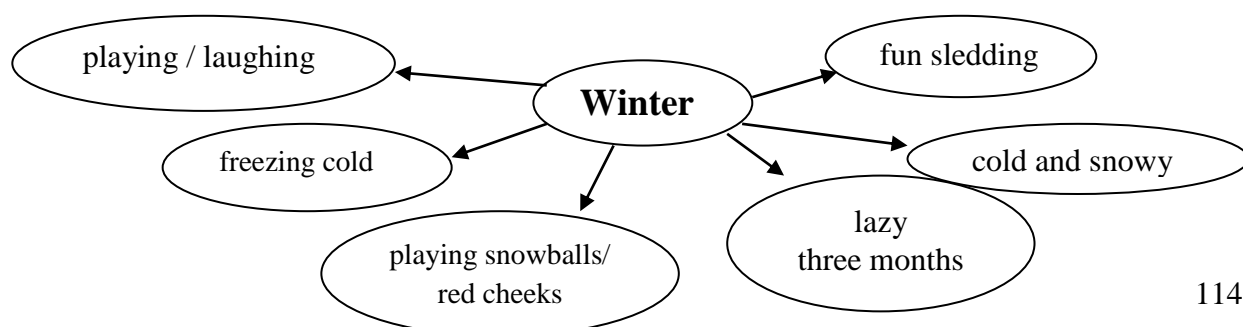 playing / laughing
fun sledding
Winter
freezing cold
cold and snowy
playing snowballs/
red cheeks
lazy
three months
114